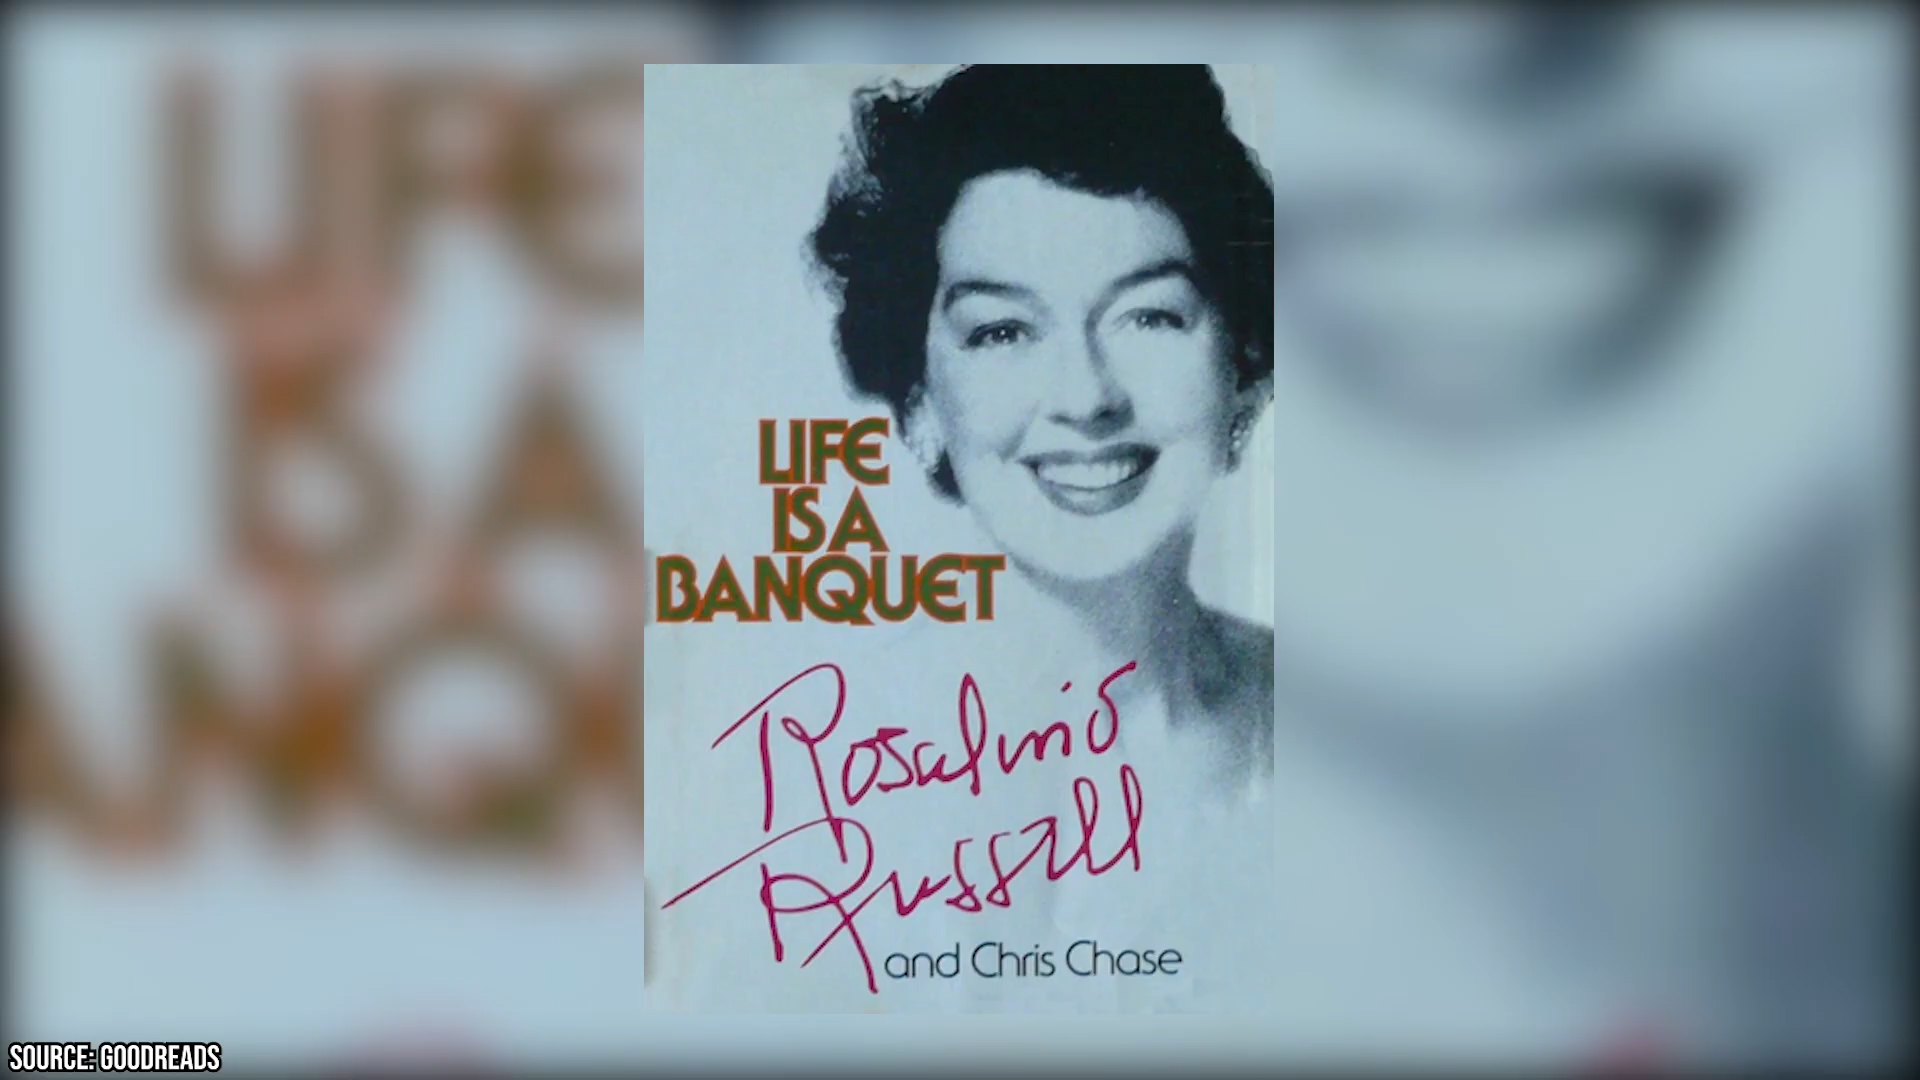 LIFE
IS A
BANQUET
Rosalind
Russell
and Chris Chase
SOURCE: GOODREADS